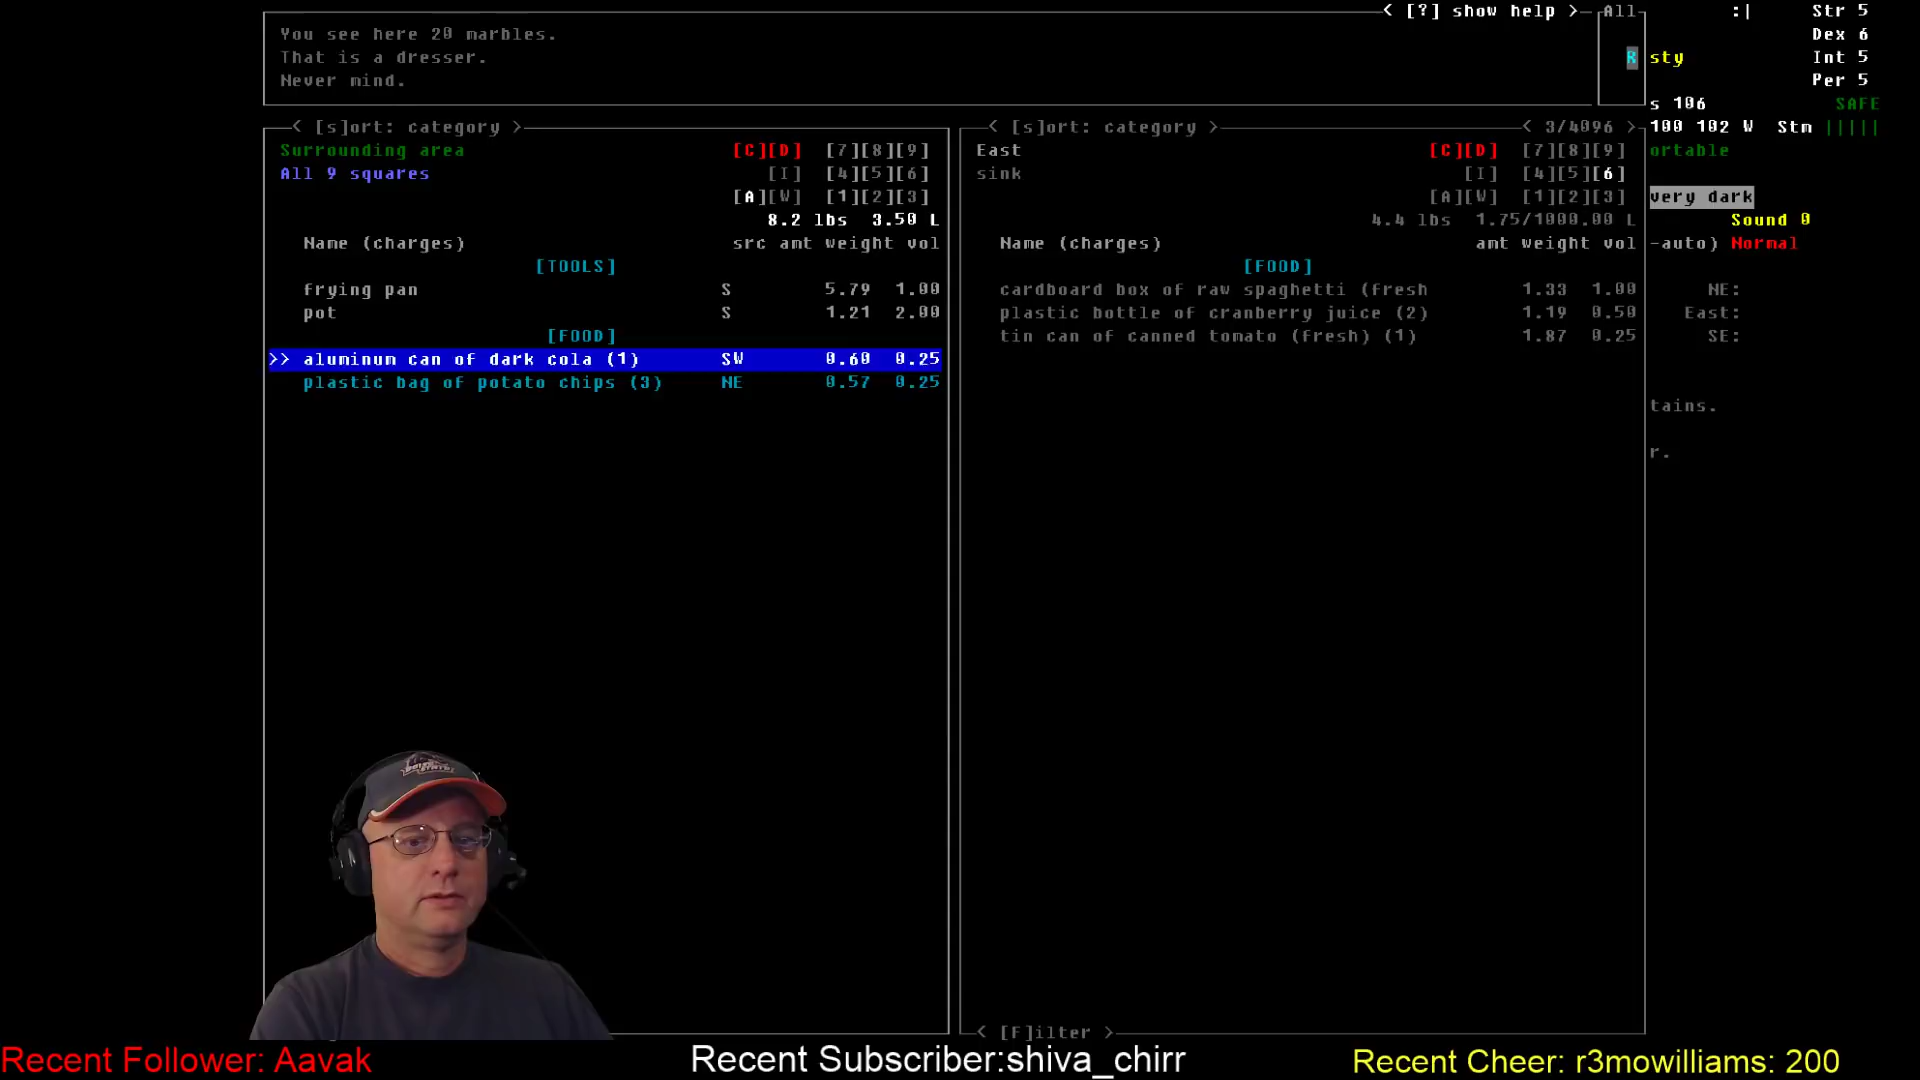 < [?] show help >
You see here 20 marbles.
That is a dresser.
Never mind.
All
R
:|
Str 5
Dex 6
sty
Int 5
Per 5
s 106
SAFE
100 102 W Stm |||||
ortable
very dark
Sound 0
-auto) Normal
NE:
East:
SE:
tains.
r.
< [s]ort: category >
Surrounding area [C][D] [7][8][9]
All 9 squares [I] [4][5][6]
[A][W] [1][2][3]
8.2 lbs 3.50 L
Name (charges) src amt weight vol
[TOOLS]
frying pan S 5.79 1.00
pot S 1.21 2.00
[FOOD]
>> aluminum can of dark cola (1) SW 0.60 0.25
plastic bag of potato chips (3) NE 0.57 0.25
< [s]ort: category > < 3/4096 >
East [C][D] [7][8][9]
sink [I] [4][5][6]
[A][W] [1][2][3]
4.4 lbs 1.75/1000.00 L
Name (charges) amt weight vol
[FOOD]
cardboard box of raw spaghetti (fresh 1.33 1.00
plastic bottle of cranberry juice (2) 1.19 0.50
tin can of canned tomato (fresh) (1) 1.87 0.25
< [F]ilter >
Recent Follower: Aavak
Recent Subscriber:shiva_chirr
Recent Cheer: r3mowilliams: 200